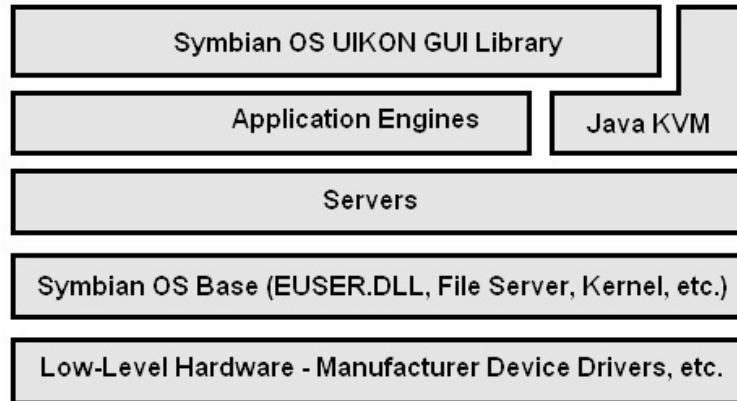 Symbian OS UIKON GUI Library
Application Engines
Java KVM
Servers
Symbian OS Base (EUSER.DLL, File Server, Kernel, etc.)
Low-Level Hardware - Manufacturer Device Drivers, etc.